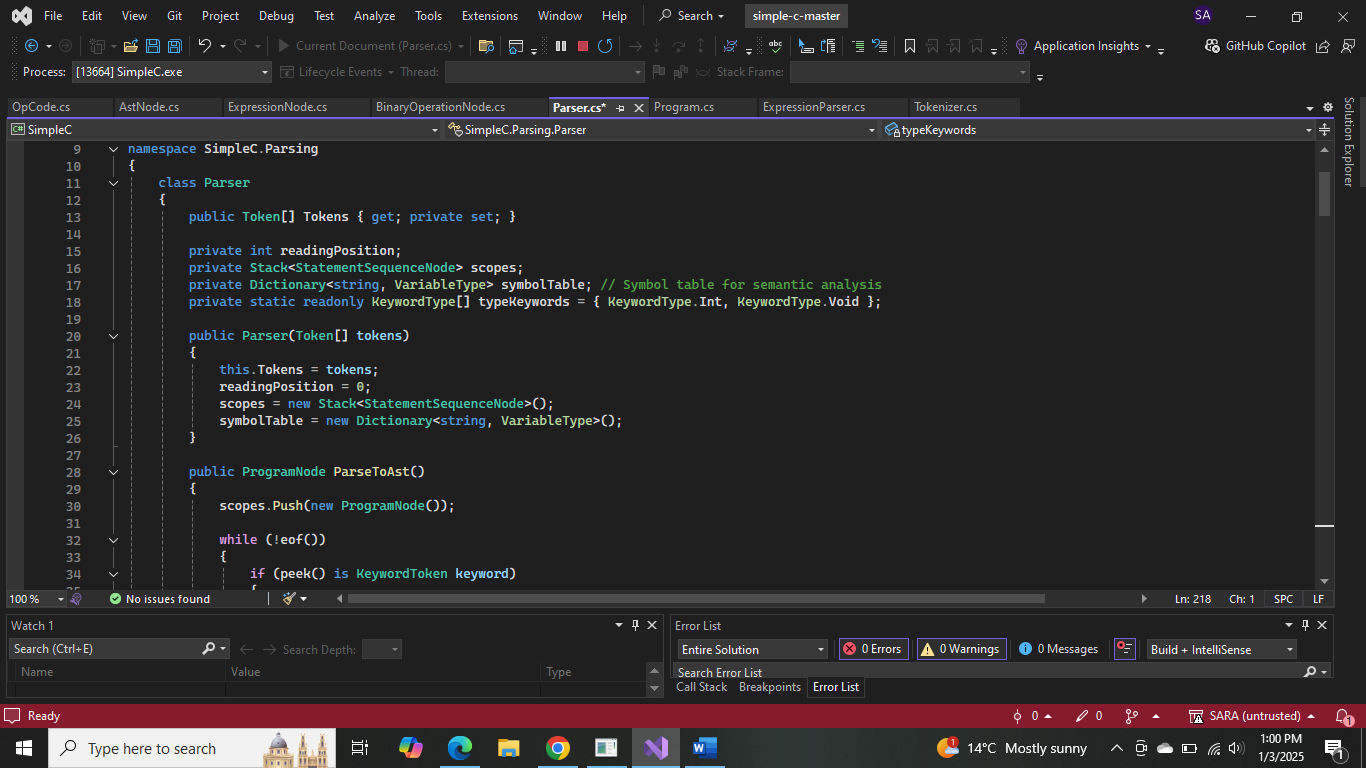 File Edit View Git Project Debug Test Analyze Tools Extensions Window Help Search simple-c-master SA
Current Document (Parser.cs) Application Insights GitHub Copilot
Process: [13664] SimpleC.exe Lifecycle Events Thread: Stack Frame:
OpCode.cs AstNode.cs ExpressionNode.cs BinaryOperationNode.cs Parser.cs* Program.cs ExpressionParser.cs Tokenizer.cs
Solution Explorer
C# SimpleC SimpleC.Parsing.Parser typeKeywords
9 namespace SimpleC.Parsing
10 {
11 class Parser
12 {
13 public Token[] Tokens { get; private set; }
14
15 private int readingPosition;
16 private Stack<StatementSequenceNode> scopes;
17 private Dictionary<string, VariableType> symbolTable; // Symbol table for semantic analysis
18 private static readonly KeywordType[] typeKeywords = { KeywordType.Int, KeywordType.Void };
19
20 public Parser(Token[] tokens)
21 {
22 this.Tokens = tokens;
23 readingPosition = 0;
24 scopes = new Stack<StatementSequenceNode>();
25 symbolTable = new Dictionary<string, VariableType>();
26 }
27
28 public ProgramNode ParseToAst()
29 {
30 scopes.Push(new ProgramNode());
31
32 while (!eof())
33 {
34 if (peek() is KeywordToken keyword)
35 {
100 % No issues found Ln: 218 Ch: 1 SPC LF
Watch 1
Search (Ctrl+E) Search Depth:
Name Value Type
Error List
Entire Solution 0 Errors 0 Warnings 0 Messages Build + IntelliSense
Search Error List
Call Stack Breakpoints Error List
Ready 0 0 SARA (untrusted) 1
Type here to search 1 14°C Mostly sunny 1:00 PM
1/3/2025 1